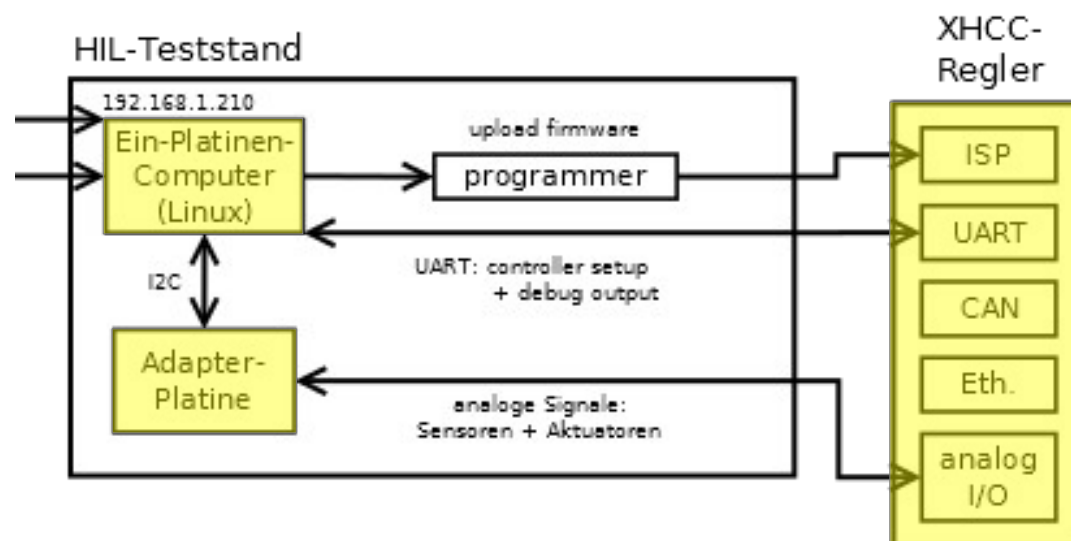 HIL-Teststand
192.168.1.210
Ein-Platinen-
Computer
(Linux)
upload firmware
programmer
UART: controller setup
+ debug output
I2C
Adapter-
Platine
analoge Signale:
Sensoren + Aktuatoren
XHCC-
Regler
ISP
UART
CAN
Eth.
analog
I/O